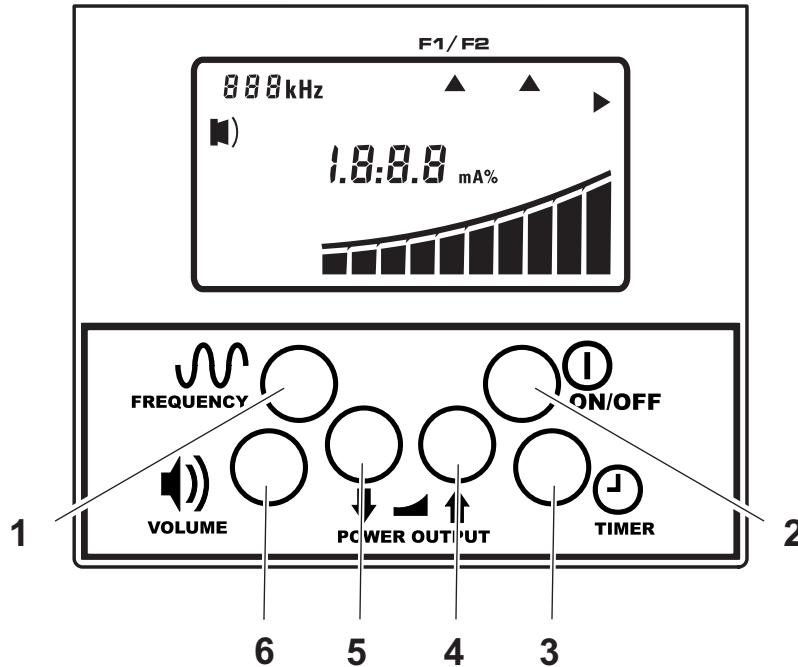 F1/F2
888kHz
1.8:8.8 mA%
FREQUENCY
ON/OFF
VOLUME
POWER OUTPUT
TIMER
1
2
6
5
4
3